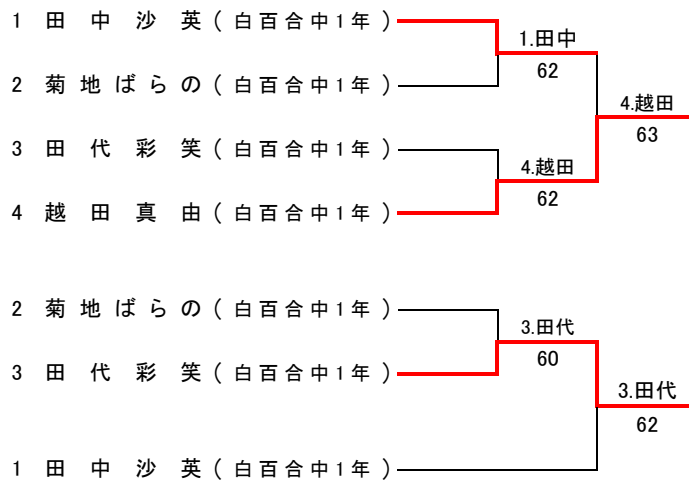 1 田中沙英(白百合中1年)
1.田中
2 菊地ばらの(白百合中1年)
62
4.越田
63
3 田代彩笑(白百合中1年)
4.越田
4 越田真由(白百合中1年)
62
2 菊地ばらの(白百合中1年)
3.田代
3 田代彩笑(白百合中1年)
60
3.田代
62
1 田中沙英(白百合中1年)